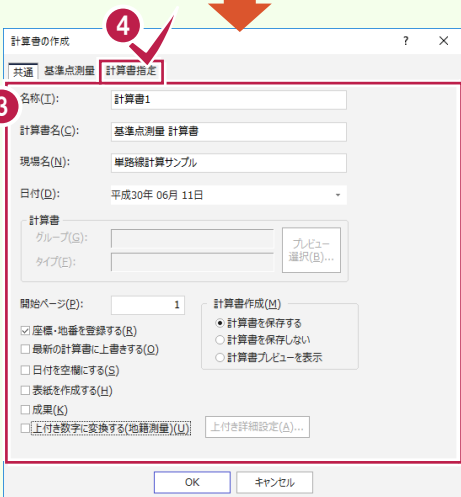 4
計算書の作成 ? ×
共通 基準点測量 計算書指定
3
名称(T): 計算書1
計算書名(C): 基準点測量 計算書
現場名(N): 単路線計算サンプル
日付(D): 平成30年 06月 11日
計算書
グループ(G):
タイプ(F):
プレビュー
選択(B)...
開始ページ(P): 1
計算書作成(M)
計算書を保存する
計算書を保存しない
計算書プレビューを表示
座標・地番を登録する(R)
最新の計算書に上書きする(O)
日付を空欄にする(S)
表紙を作成する(H)
成果(K)
上付き数字に変換する(地籍測量)(U) 上付き詳細設定(A)...
OK キャンセル